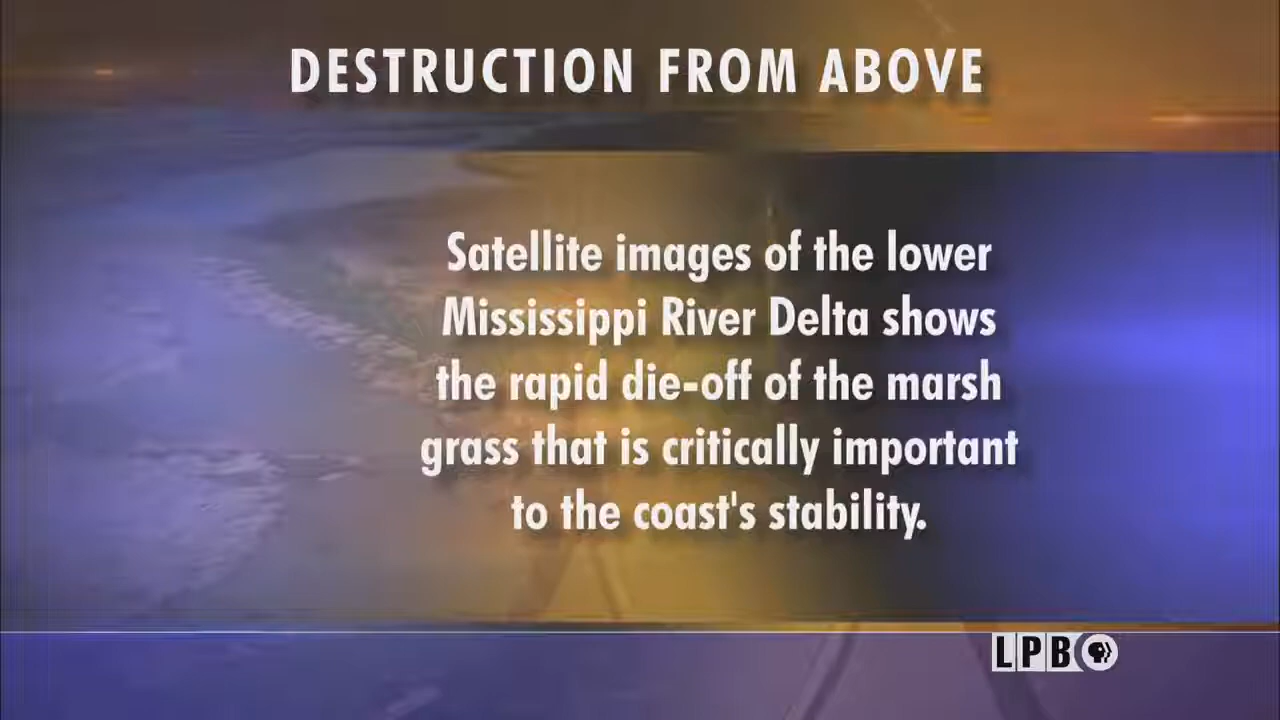 DESTRUCTION FROM ABOVE
Satellite images of the lower
Mississippi River Delta shows
the rapid die-off of the marsh
grass that is critically important
to the coast's stability.
LPB